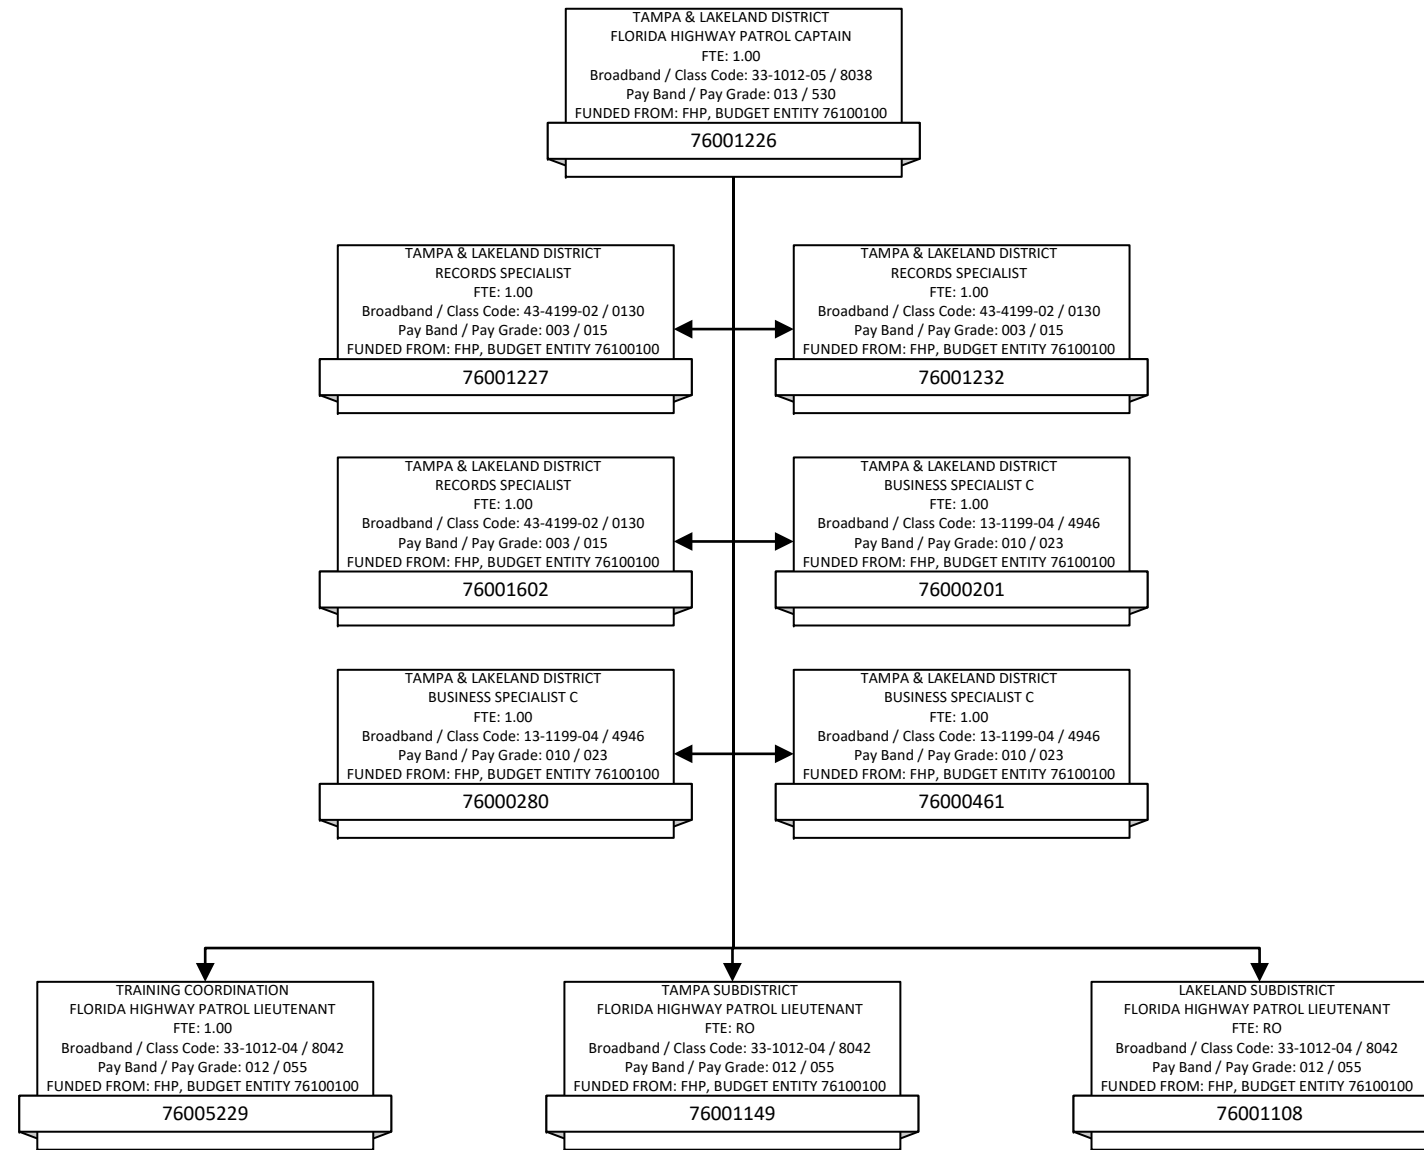 TAMPA & LAKELAND DISTRICT
FLORIDA HIGHWAY PATROL CAPTAIN
FTE: 1.00
Broadband / Class Code: 33-1012-05 / 8038
Pay Band / Pay Grade: 013 / 530
FUNDED FROM: FHP, BUDGET ENTITY 76100100
76001226
TAMPA & LAKELAND DISTRICT
RECORDS SPECIALIST
FTE: 1.00
Broadband / Class Code: 43-4199-02 / 0130
Pay Band / Pay Grade: 003 / 015
FUNDED FROM: FHP, BUDGET ENTITY 76100100
76001227
TAMPA & LAKELAND DISTRICT
RECORDS SPECIALIST
FTE: 1.00
Broadband / Class Code: 43-4199-02 / 0130
Pay Band / Pay Grade: 003 / 015
FUNDED FROM: FHP, BUDGET ENTITY 76100100
76001232
TAMPA & LAKELAND DISTRICT
RECORDS SPECIALIST
FTE: 1.00
Broadband / Class Code: 43-4199-02 / 0130
Pay Band / Pay Grade: 003 / 015
FUNDED FROM: FHP, BUDGET ENTITY 76100100
76001602
TAMPA & LAKELAND DISTRICT
BUSINESS SPECIALIST C
FTE: 1.00
Broadband / Class Code: 13-1199-04 / 4946
Pay Band / Pay Grade: 010 / 023
FUNDED FROM: FHP, BUDGET ENTITY 76100100
76000201
TAMPA & LAKELAND DISTRICT
BUSINESS SPECIALIST C
FTE: 1.00
Broadband / Class Code: 13-1199-04 / 4946
Pay Band / Pay Grade: 010 / 023
FUNDED FROM: FHP, BUDGET ENTITY 76100100
76000280
TAMPA & LAKELAND DISTRICT
BUSINESS SPECIALIST C
FTE: 1.00
Broadband / Class Code: 13-1199-04 / 4946
Pay Band / Pay Grade: 010 / 023
FUNDED FROM: FHP, BUDGET ENTITY 76100100
76000461
TRAINING COORDINATION
FLORIDA HIGHWAY PATROL LIEUTENANT
FTE: 1.00
Broadband / Class Code: 33-1012-04 / 8042
Pay Band / Pay Grade: 012 / 055
FUNDED FROM: FHP, BUDGET ENTITY 76100100
76005229
TAMPA SUBDISTRICT
FLORIDA HIGHWAY PATROL LIEUTENANT
FTE: RO
Broadband / Class Code: 33-1012-04 / 8042
Pay Band / Pay Grade: 012 / 055
FUNDED FROM: FHP, BUDGET ENTITY 76100100
76001149
LAKELAND SUBDISTRICT
FLORIDA HIGHWAY PATROL LIEUTENANT
FTE: RO
Broadband / Class Code: 33-1012-04 / 8042
Pay Band / Pay Grade: 012 / 055
FUNDED FROM: FHP, BUDGET ENTITY 76100100
76001108